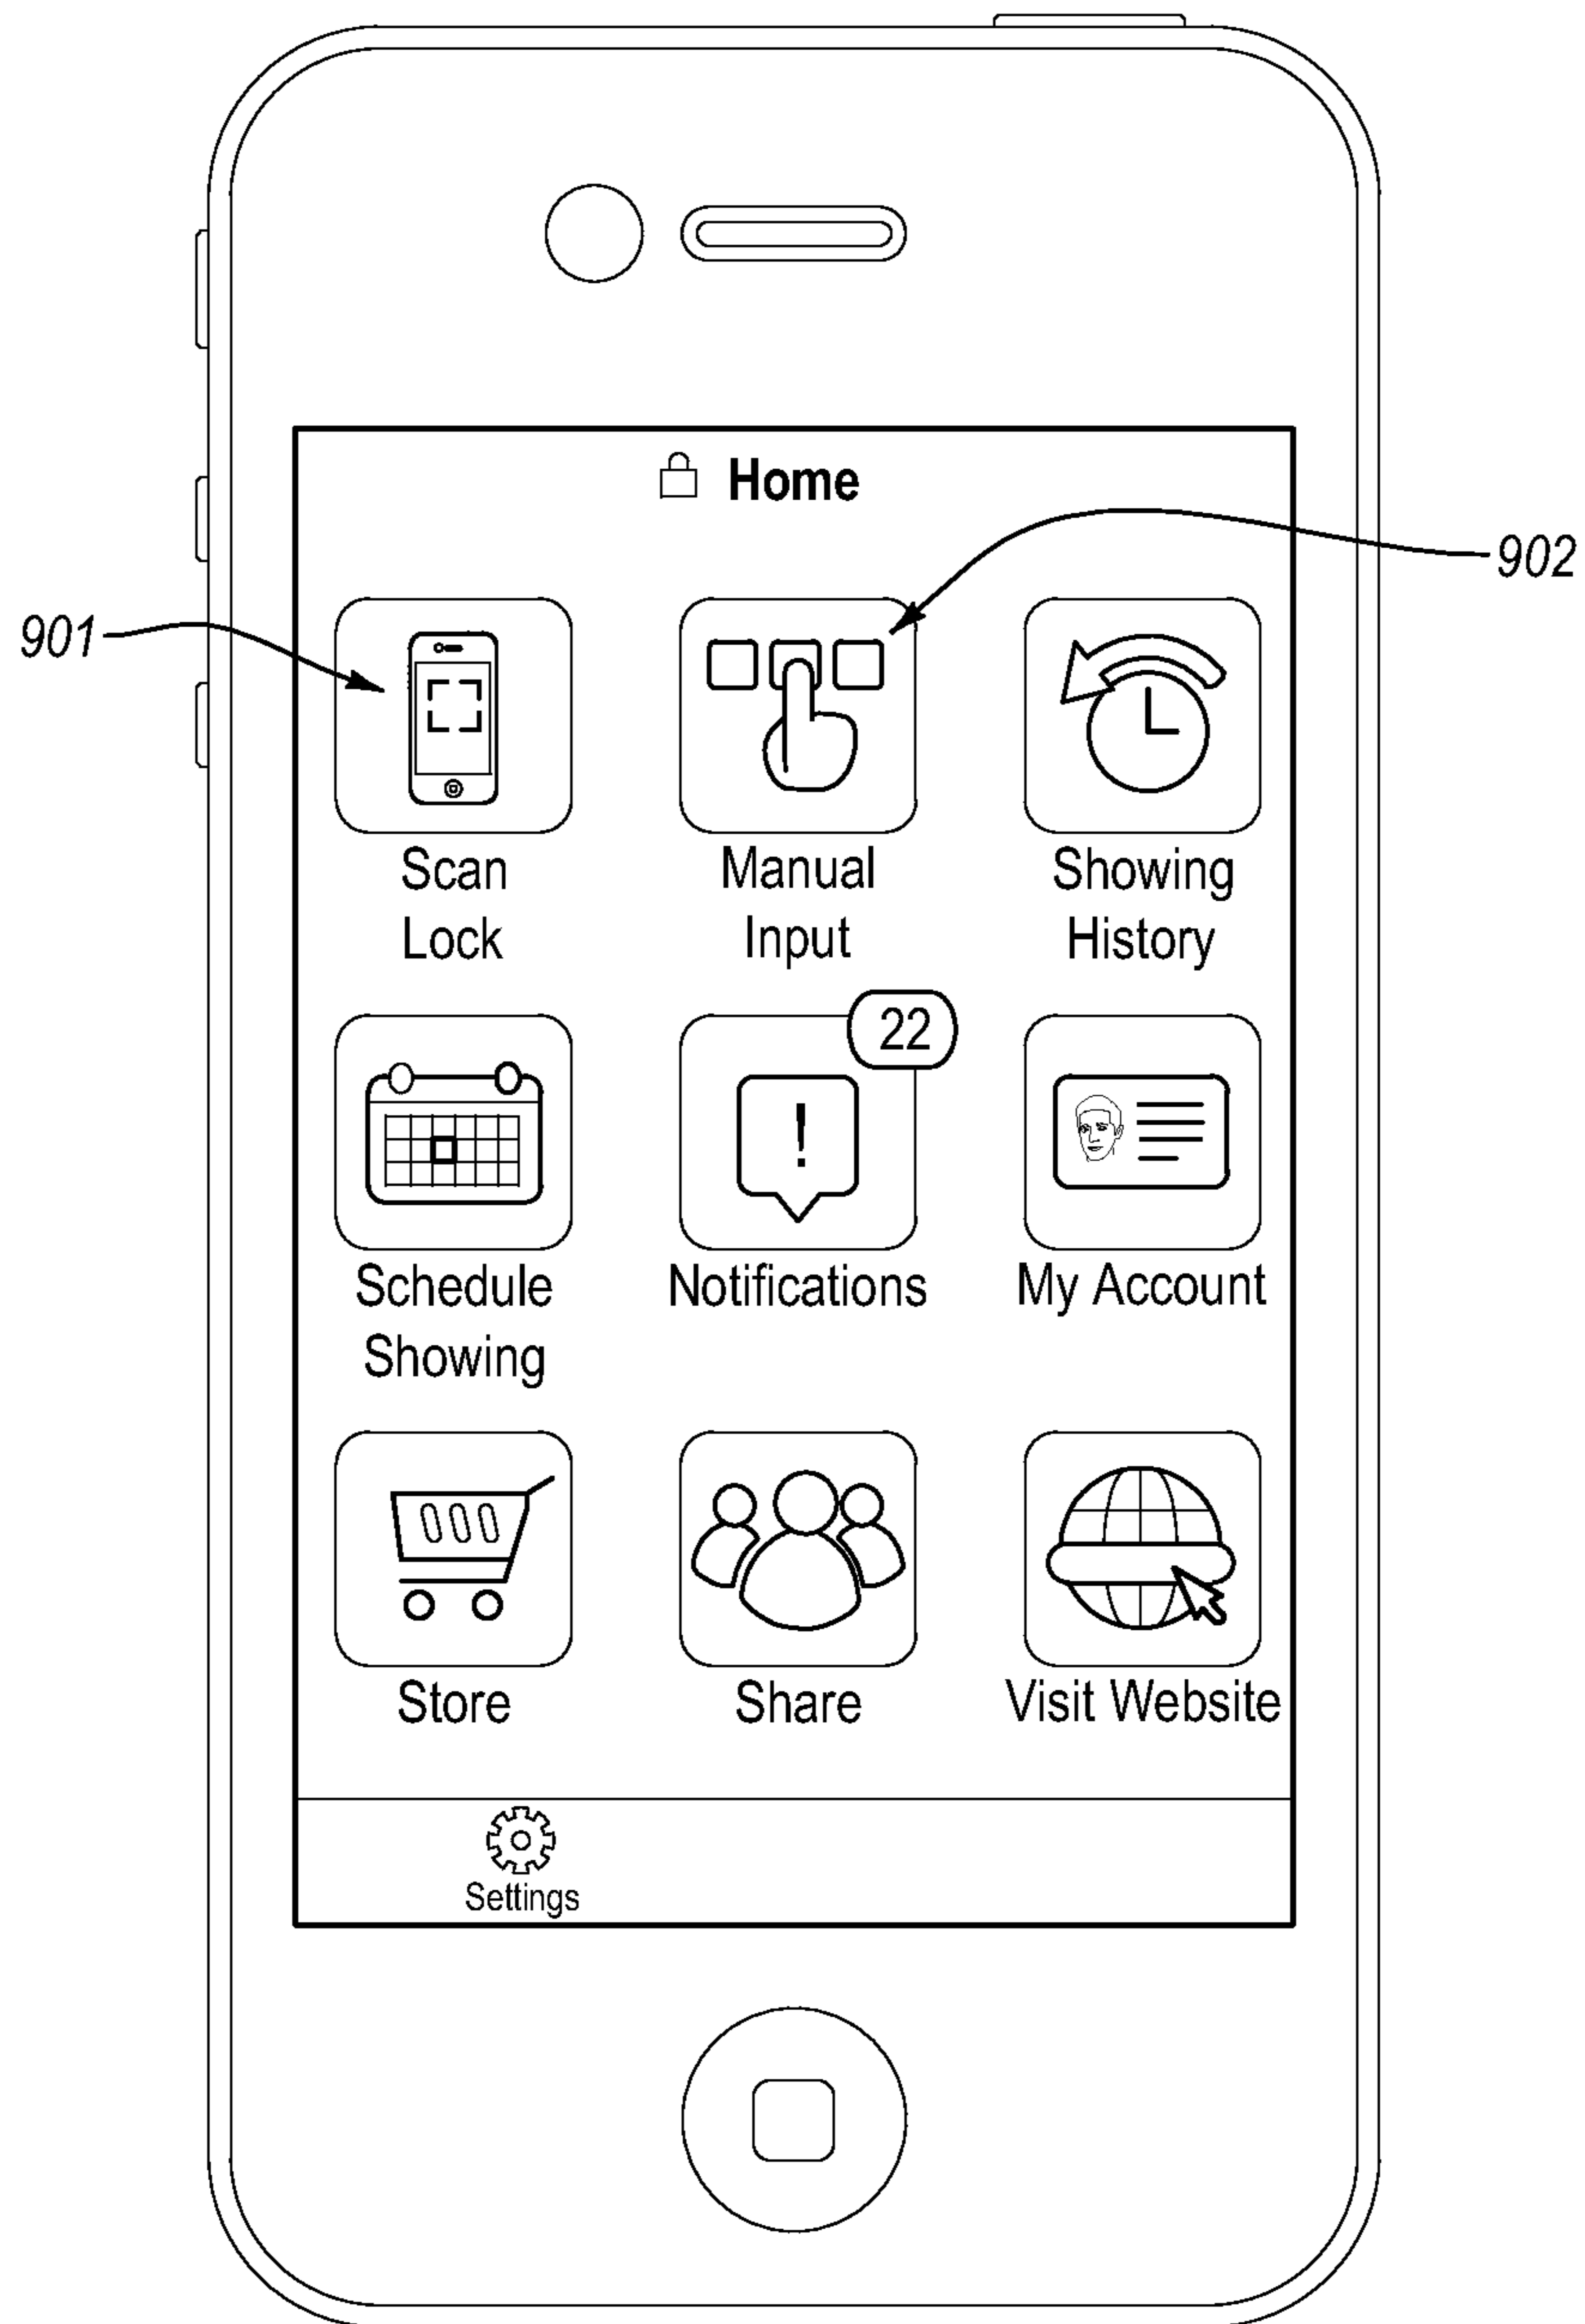 Home
902
901
Scan
Lock
Manual
Input
Showing
History
22
!
Schedule
Showing
Notifications
My Account
Store
Share
Visit Website
Settings